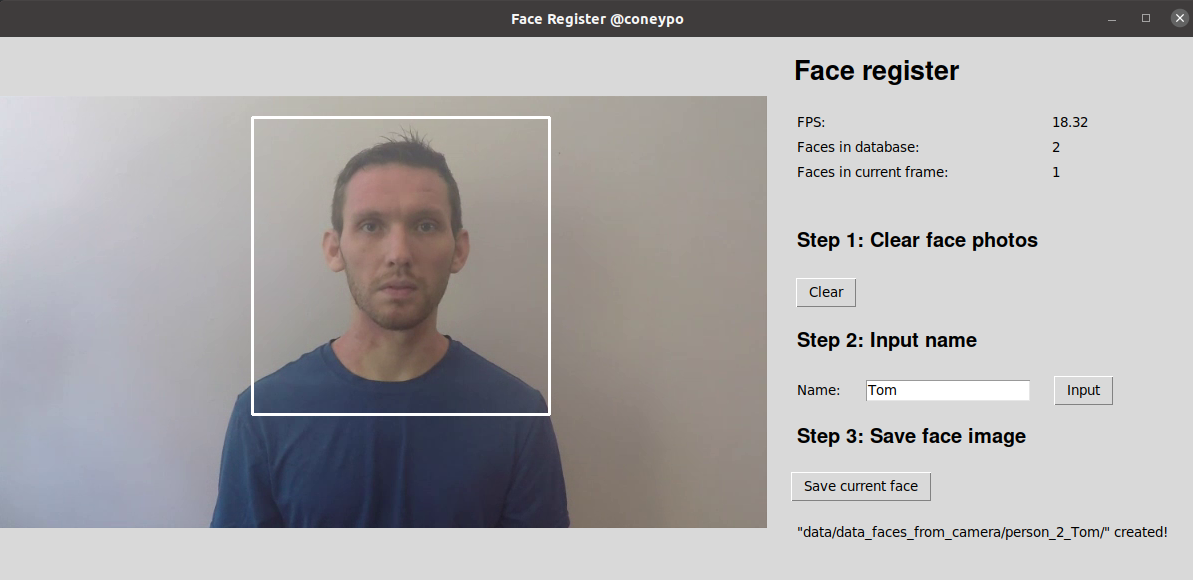 Face Register @coneypo
Face register
FPS: 18.32
Faces in database: 2
Faces in current frame: 1
Step 1: Clear face photos
Clear
Step 2: Input name
Name: Tom Input
Step 3: Save face image
Save current face
"data/data_faces_from_camera/person_2_Tom/" created!